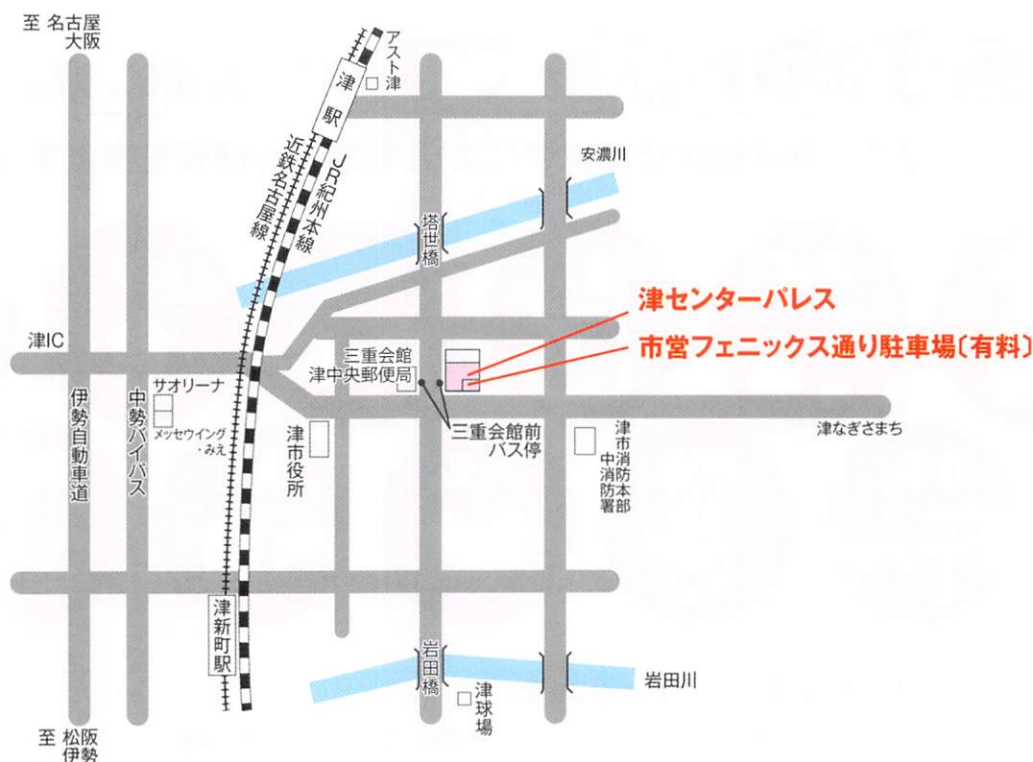 至 名古屋
大阪
アスト津
津駅
近鉄名古屋線
JR紀州本線
安濃川
塔世橋
津センターパレス
市営フェニックス通り駐車場〔有料〕
津IC
三重会館
津中央郵便局
サオリーナ
メッセウイング
・みえ
伊勢自動車道
中勢バイパス
津市役所
三重会館前
バス停
津市消防本部
中消防署
津なぎさまち
津新町駅
岩田橋
岩田川
津球場
至 松阪
伊勢